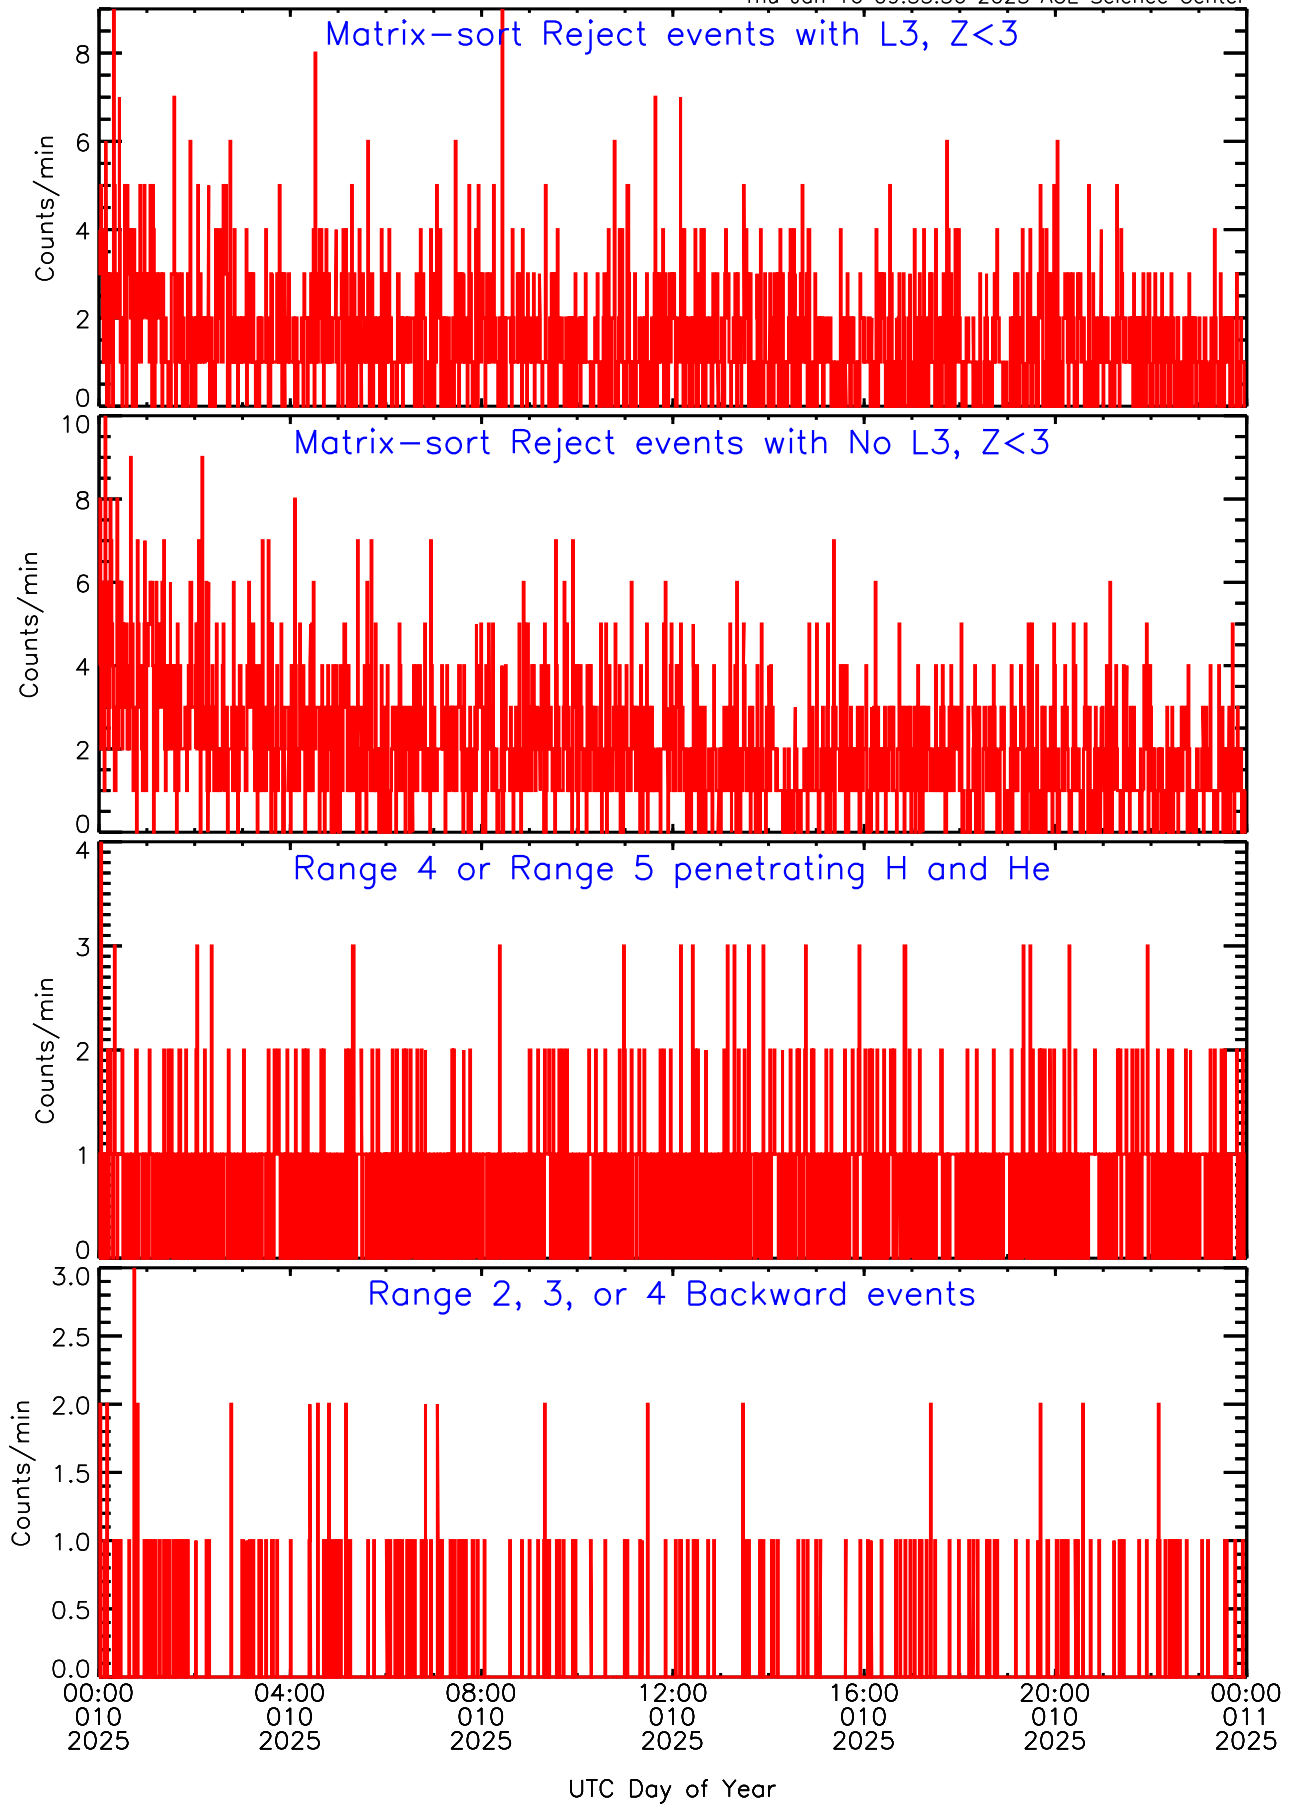 Matrix-sort Reject events with L3, Z<3
8
6
4
2
0
Counts/min
Matrix-sort Reject events with No L3, Z<3
10
8
6
4
2
0
Counts/min
Range 4 or Range 5 penetrating H and He
4
3
2
1
0
Counts/min
Range 2, 3, or 4 Backward events
3.0
2.5
2.0
1.5
1.0
0.5
0.0
Counts/min
00:00 04:00 08:00 12:00 16:00 20:00 00:00
010 010 010 010 010 010 011
2025 2025 2025 2025 2025 2025 2025
UTC Day of Year